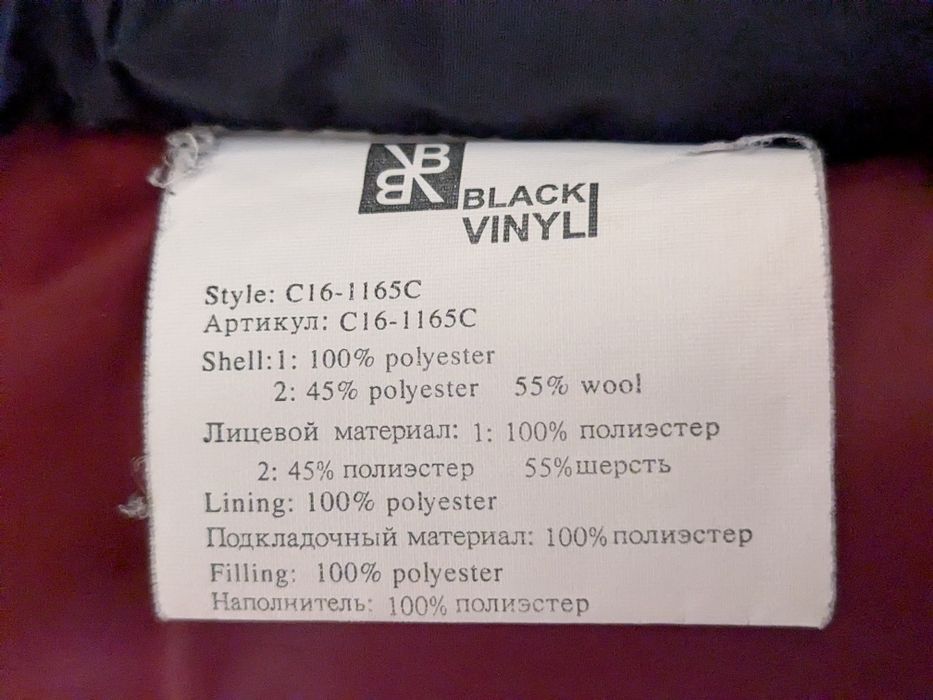 VB
BLACK
VINYL
Style: C16-1165C
Артикул: C16-1165C
Shell:1: 100% polyester
2: 45% polyester 55% wool
Лицевой материал: 1: 100% полиэстер
2: 45% полиэстер 55%шерсть
Lining: 100% polyester
Подкладочный материал: 100%полиэстер
Filling: 100% polyester
Наполнитель: 100% полиэстер